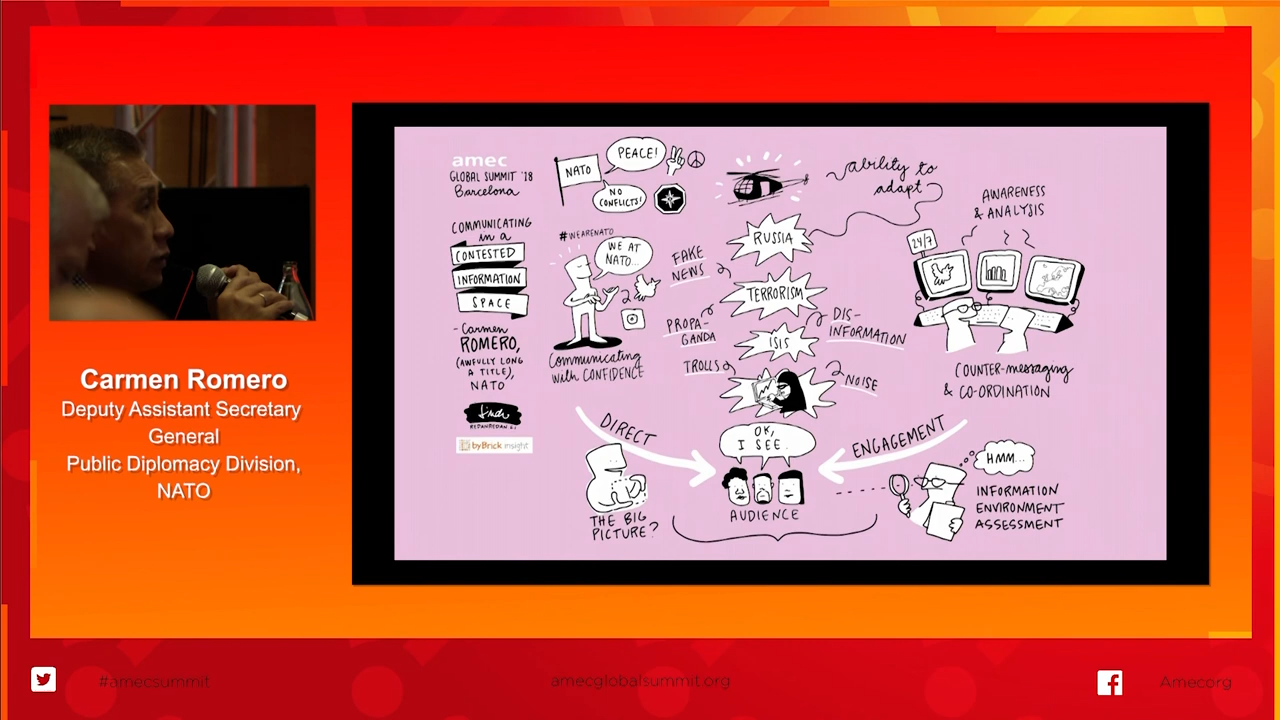 Carmen Romero
Deputy Assistant Secretary
General
Public Diplomacy Division,
NATO
amec
GLOBAL SUMMIT '18
Barcelona
COMMUNICATING
in a
CONTESTED
INFORMATION
SPACE
- Carmen
ROMERO,
(AWFULLY LONG
A TITLE),
NATO
byBrick insight
NATO
PEACE!
NO
CONFLICTS!
#WEARENATO
WE AT
NATO...
Communicating
with CONFIDENCE
FAKE
NEWS
PROPA-
GANDA
TROLLS
RUSSIA
TERRORISM
ISIS
DIS-
INFORMATION
NOISE
ability to
adapt
AWARENESS
& ANALYSIS
24/7
COUNTER-messaging
& CO-ORDINATION
DIRECT
ENGAGEMENT
OK,
I SEE.
AUDIENCE
THE BIG
PICTURE?
HMM...
INFORMATION
ENVIRONMENT
ASSESSMENT
#amecsummit
amecglobalsummit.org
Amecorg